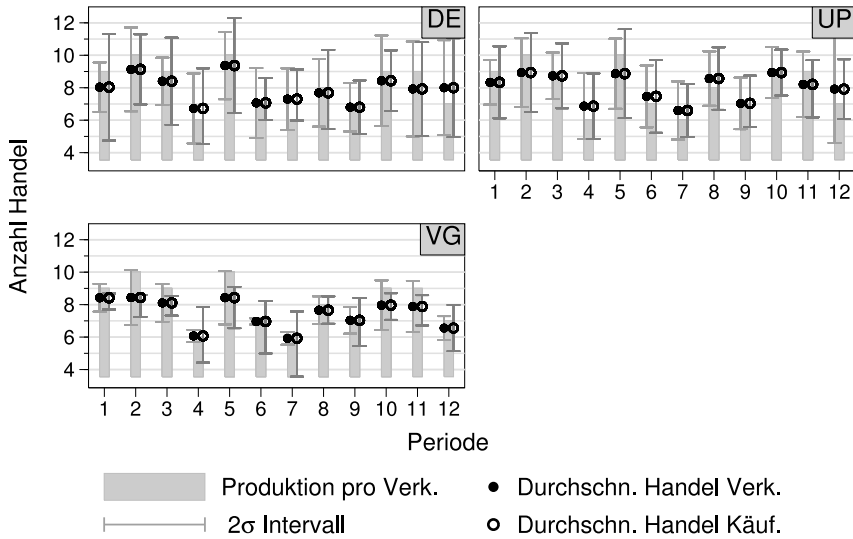 DE
UP
12
10
8
6
4
1 2 3 4 5 6 7 8 9 10 11 12
VG
12
10
8
6
4
1 2 3 4 5 6 7 8 9 10 11 12
Anzahl Handel
Periode
Produktion pro Verk.
Durchschn. Handel Verk.
2σ Intervall
Durchschn. Handel Käuf.